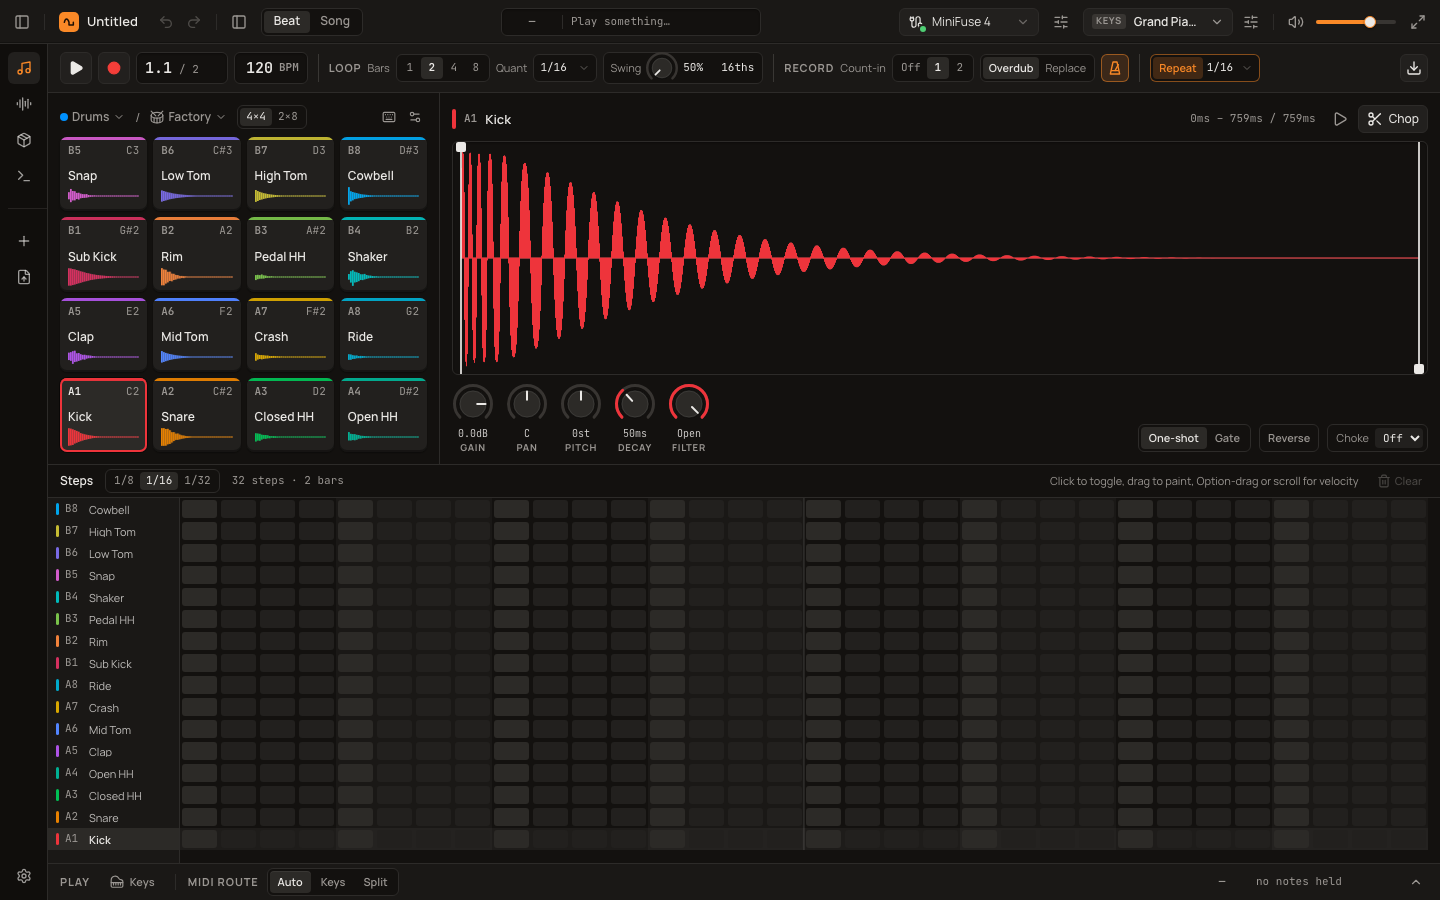 Untitled
Beat Song
– Play something…
MiniFuse 4
KEYS Grand Pia…
1.1 / 2
120 BPM
LOOP Bars 1 2 4 8
Quant 1/16
Swing 50% 16ths
RECORD Count-in Off 1 2
Overdub Replace
Repeat 1/16
Drums / Factory 4×4 2×8
B5 C3
Snap
B6 C#3
Low Tom
B7 D3
High Tom
B8 D#3
Cowbell
B1 G#2
Sub Kick
B2 A2
Rim
B3 A#2
Pedal HH
B4 B2
Shaker
A5 E2
Clap
A6 F2
Mid Tom
A7 F#2
Crash
A8 G2
Ride
A1 C2
Kick
A2 C#2
Snare
A3 D2
Closed HH
A4 D#2
Open HH
A1 Kick
0ms – 759ms / 759ms
Chop
0.0dB
GAIN
C
PAN
0st
PITCH
50ms
DECAY
Open
FILTER
One-shot Gate
Reverse
Choke Off
Steps 1/8 1/16 1/32 32 steps · 2 bars
Click to toggle, drag to paint, Option-drag or scroll for velocity
Clear
B8 Cowbell
B7 High Tom
B6 Low Tom
B5 Snap
B4 Shaker
B3 Pedal HH
B2 Rim
B1 Sub Kick
A8 Ride
A7 Crash
A6 Mid Tom
A5 Clap
A4 Open HH
A3 Closed HH
A2 Snare
A1 Kick
PLAY Keys
MIDI ROUTE Auto Keys Split
– no notes held